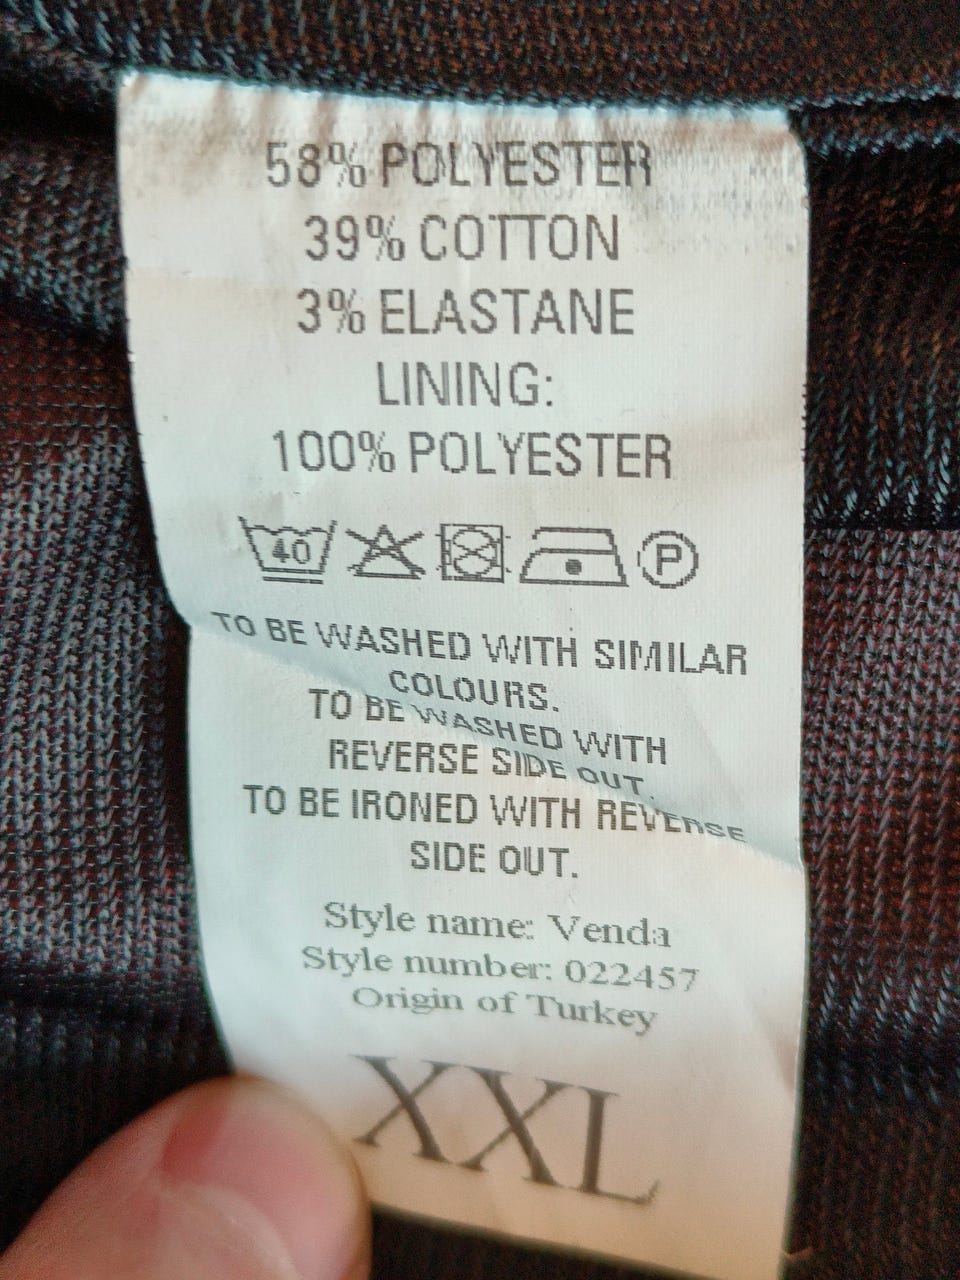 58% POLYESTER
39% COTTON
3% ELASTANE
LINING:
100% POLYESTER
40 P
TO BE WASHED WITH SIMILAR
COLOURS.
TO BE WASHED WITH
REVERSE SIDE OUT.
TO BE IRONED WITH REVERSE
SIDE OUT.
Style name: Venda
Style number: 022457
Origin of Turkey
XXL